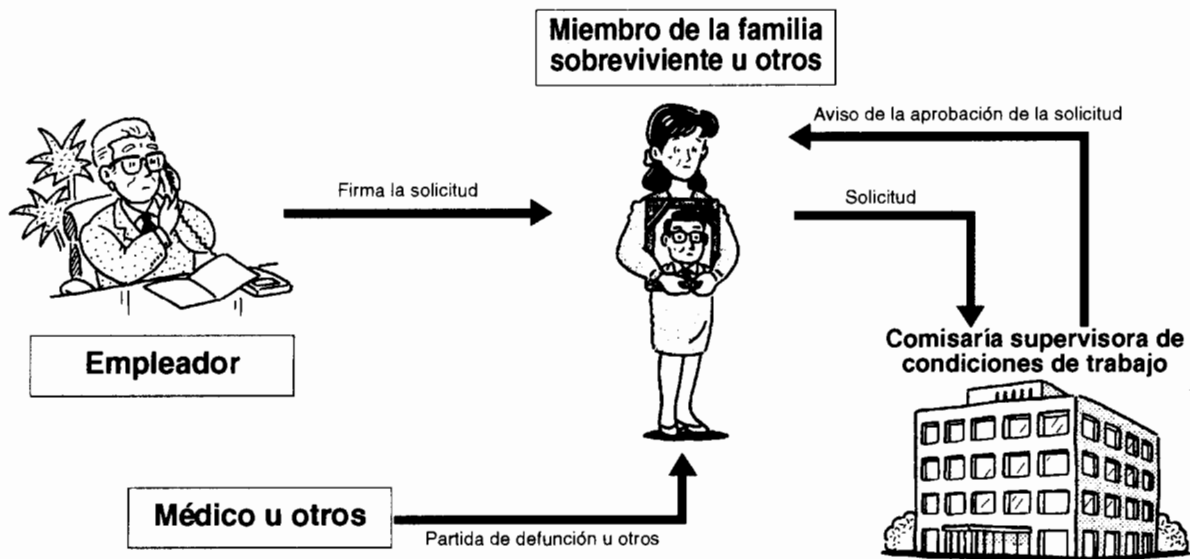 Miembro de la familia
sobreviviente u otros
Aviso de la aprobación de la solicitud
Firma la solicitud
Solicitud
Empleador
Comisaría supervisora de
condiciones de trabajo
Médico u otros
Partida de defunción u otros